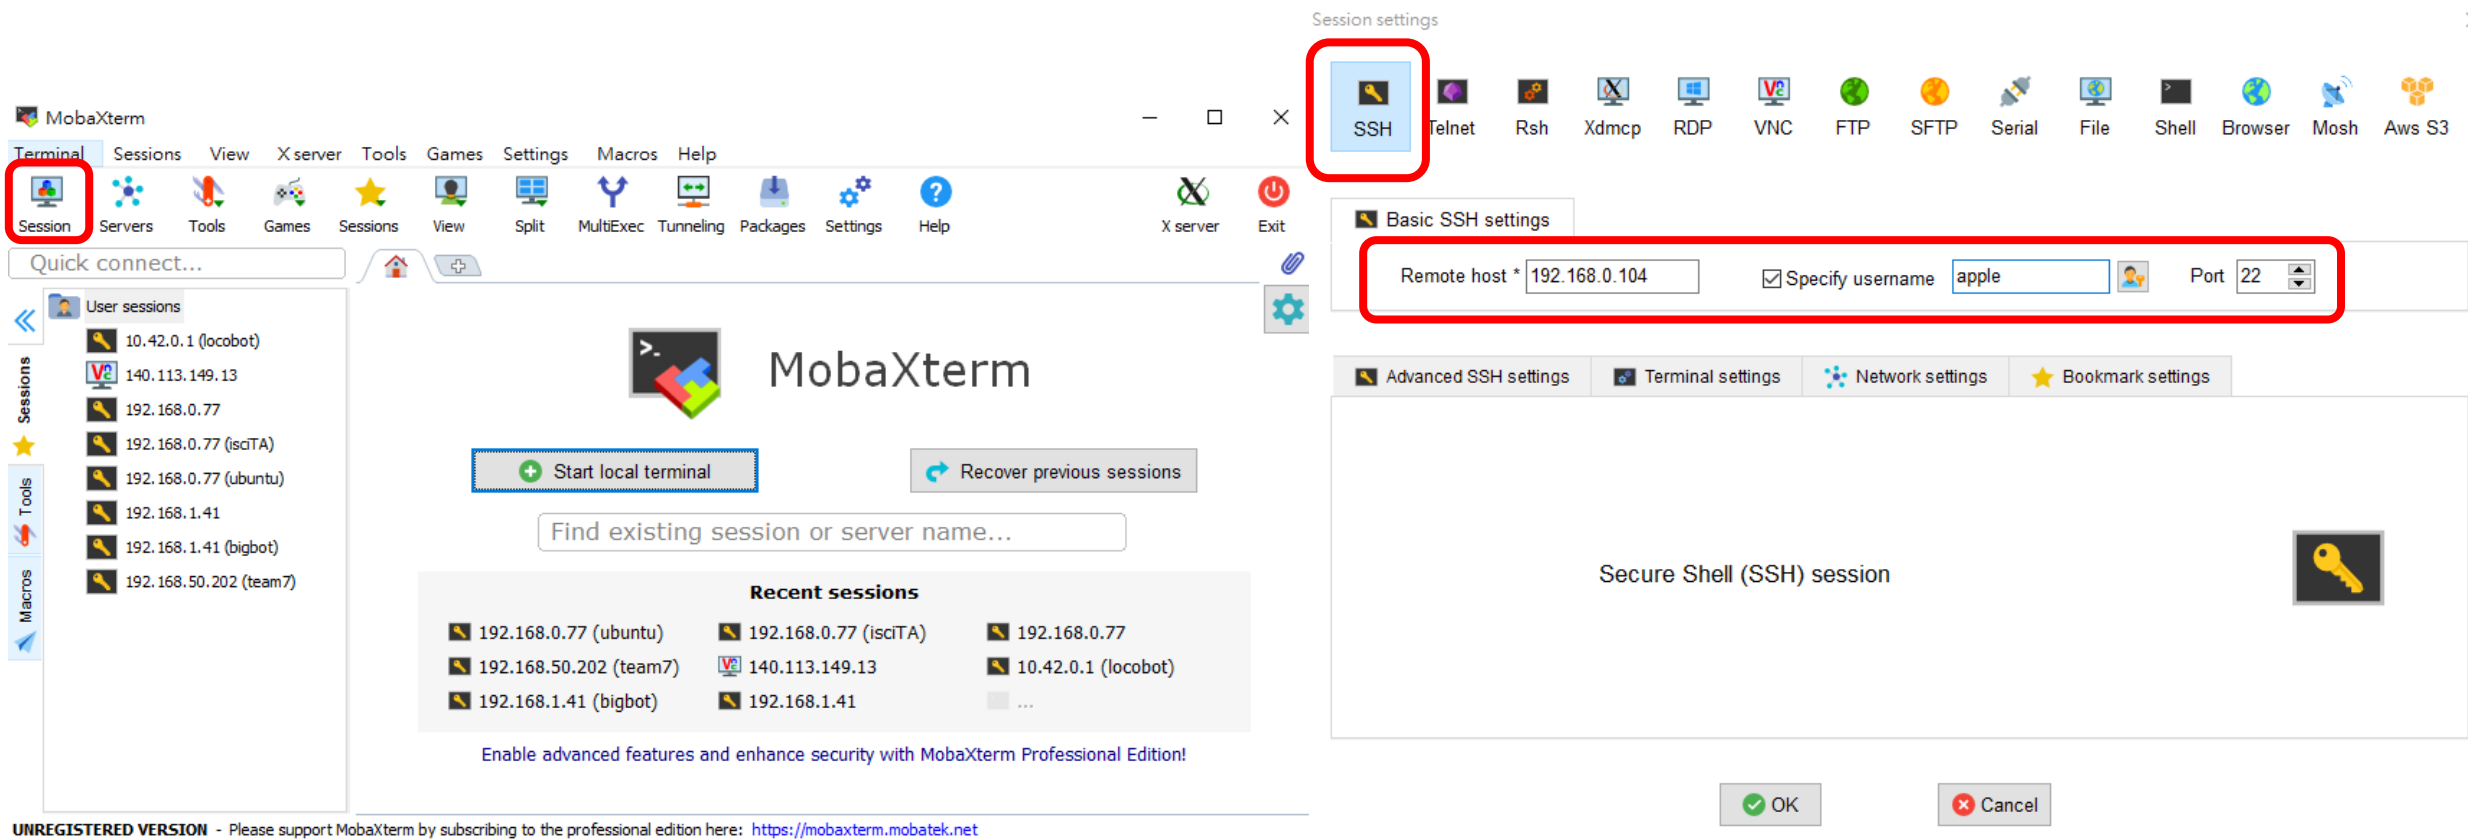 MobaXterm
Terminal Sessions View X server Tools Games Settings Macros Help
Session Servers Tools Games Sessions View Split MultiExec Tunneling Packages Settings Help X server Exit
Quick connect...
User sessions
10.42.0.1 (locobot)
140.113.149.13
192.168.0.77
192.168.0.77 (isciTA)
192.168.0.77 (ubuntu)
192.168.1.41
192.168.1.41 (bigbot)
192.168.50.202 (team7)
Sessions
Tools
Macros
MobaXterm
Start local terminal
Recover previous sessions
Find existing session or server name...
Recent sessions
192.168.0.77 (ubuntu) 192.168.0.77 (isciTA) 192.168.0.77
192.168.50.202 (team7) 140.113.149.13 10.42.0.1 (locobot)
192.168.1.41 (bigbot) 192.168.1.41 ...
Enable advanced features and enhance security with MobaXterm Professional Edition!
UNREGISTERED VERSION - Please support MobaXterm by subscribing to the professional edition here: https://mobaxterm.mobatek.net
Session settings
SSH Telnet Rsh Xdmcp RDP VNC FTP SFTP Serial File Shell Browser Mosh Aws S3
Basic SSH settings
Remote host * 192.168.0.104 Specify username apple Port 22
Advanced SSH settings Terminal settings Network settings Bookmark settings
Secure Shell (SSH) session
OK Cancel